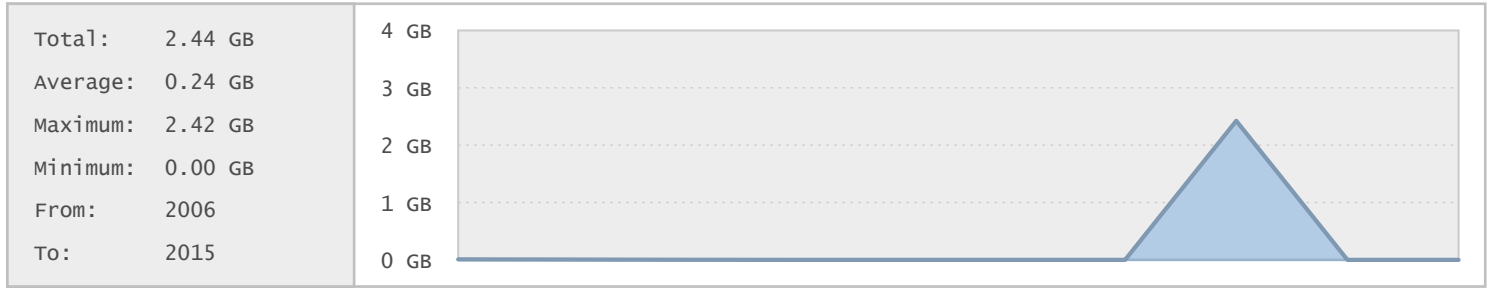 Total: 2.44 GB
Average: 0.24 GB
Maximum: 2.42 GB
Minimum: 0.00 GB
From: 2006
To: 2015
4 GB
3 GB
2 GB
1 GB
0 GB